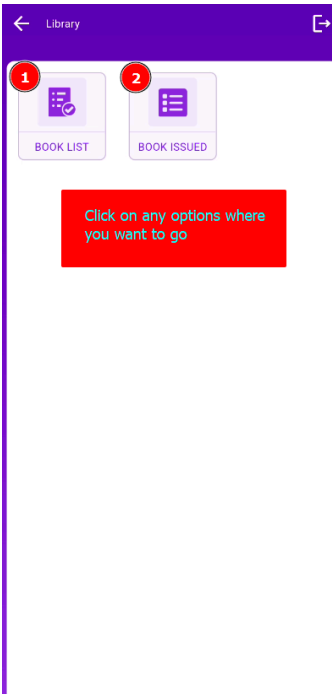 Library
1
2
BOOK LIST
BOOK ISSUED
Click on any options where
you want to go